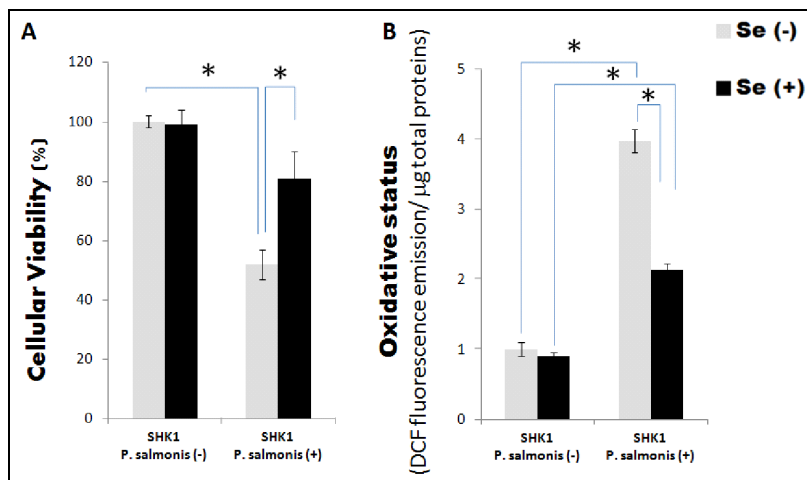 A
B
Se (-)
Se (+)
*
*
*
*
*
Cellular Viability (%)
120
100
80
60
40
20
0
SHK1
P. salmonis (-)
SHK1
P. salmonis (+)
Oxidative status
(DCF fluorescence emission/ µg total proteins)
5
4
3
2
1
0
SHK1
P. salmonis (-)
SHK1
P. salmonis (+)